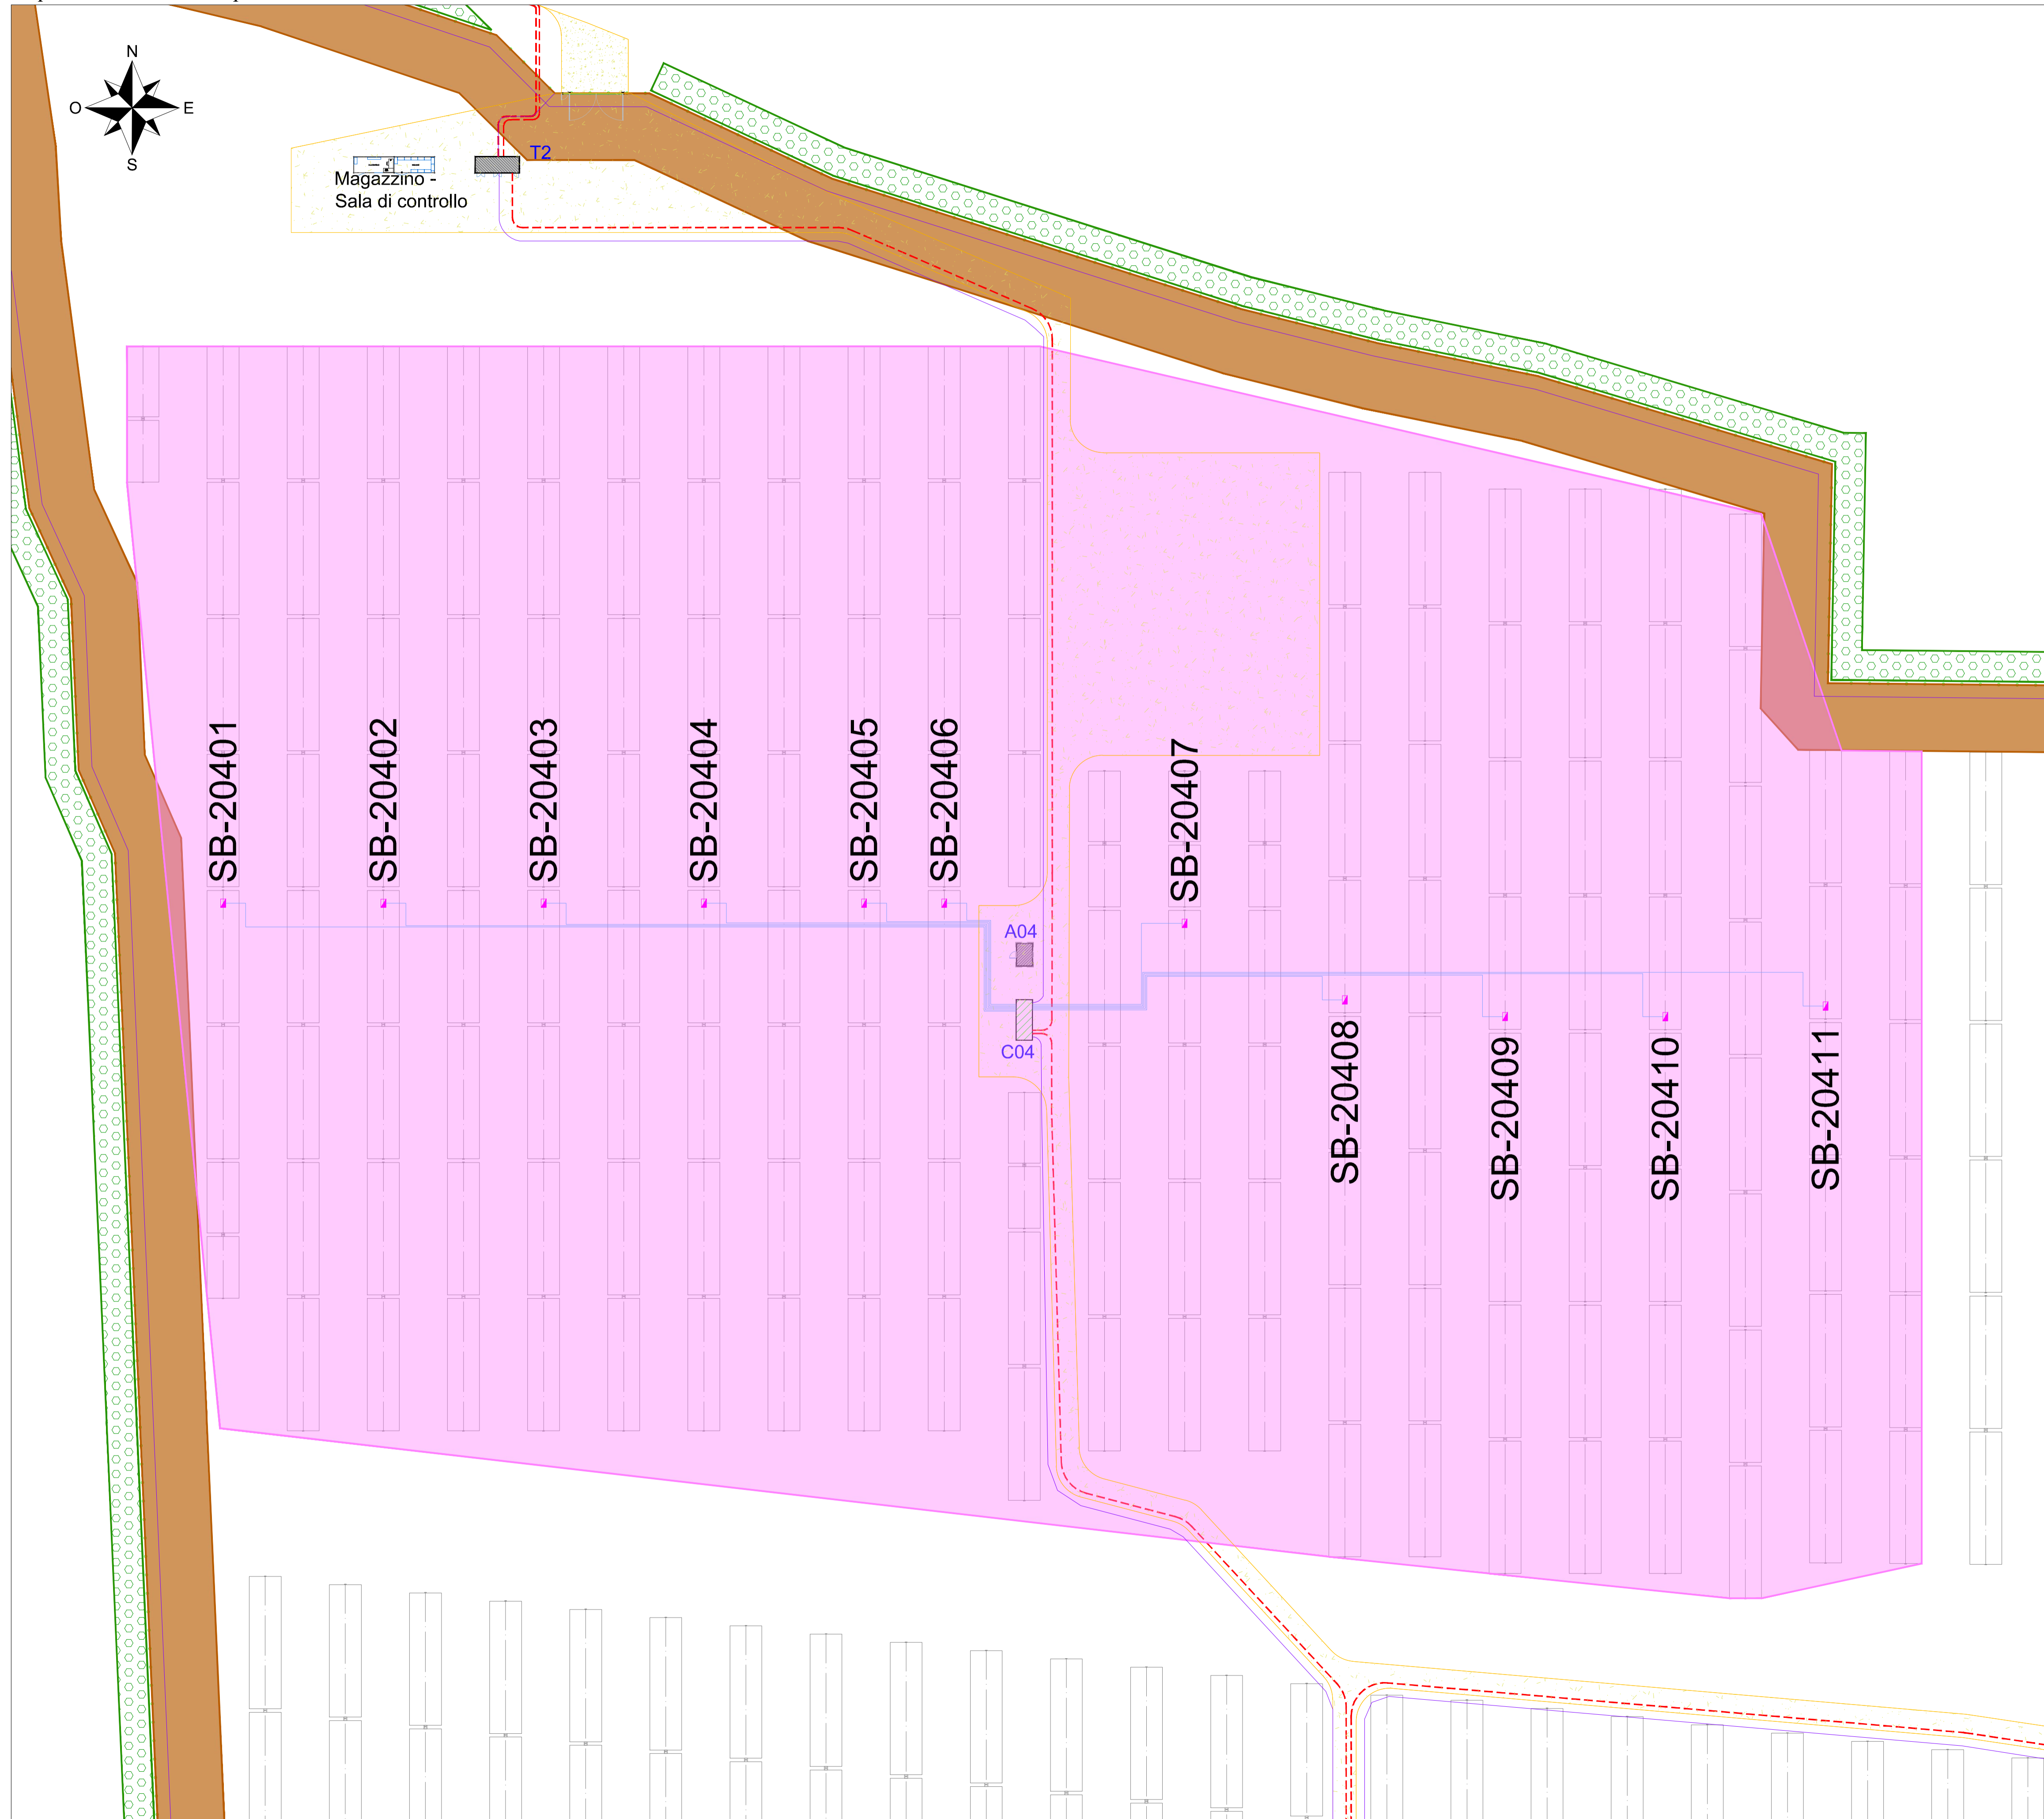 N
O
E
S
T2
Magazzino -
Sala di controllo
SB-20401
SB-20402
SB-20403
SB-20404
SB-20405
SB-20406
SB-20407
A04
C04
SB-20408
SB-20409
SB-20410
SB-20411